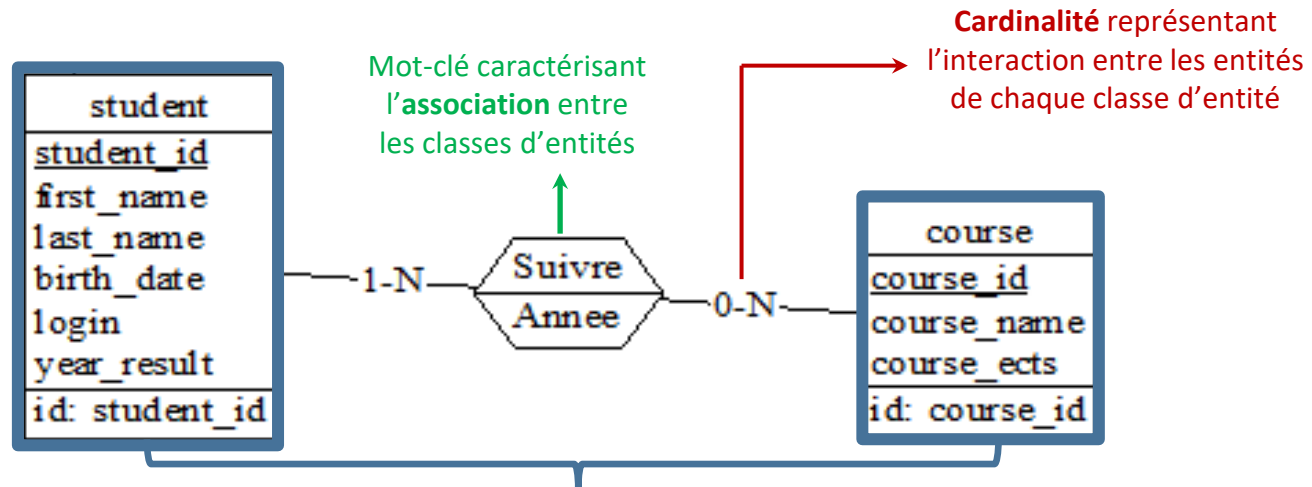 Cardinalité représentant
l'interaction entre les entités
de chaque classe d'entité
Mot-clé caractérisant
l'association entre
les classes d'entités
student
student_id
first_name
last_name
birth_date
login
year_result
id: student_id
1-N
Suivre
Annee
0-N
course
course_id
course_name
course_ects
id: course_id